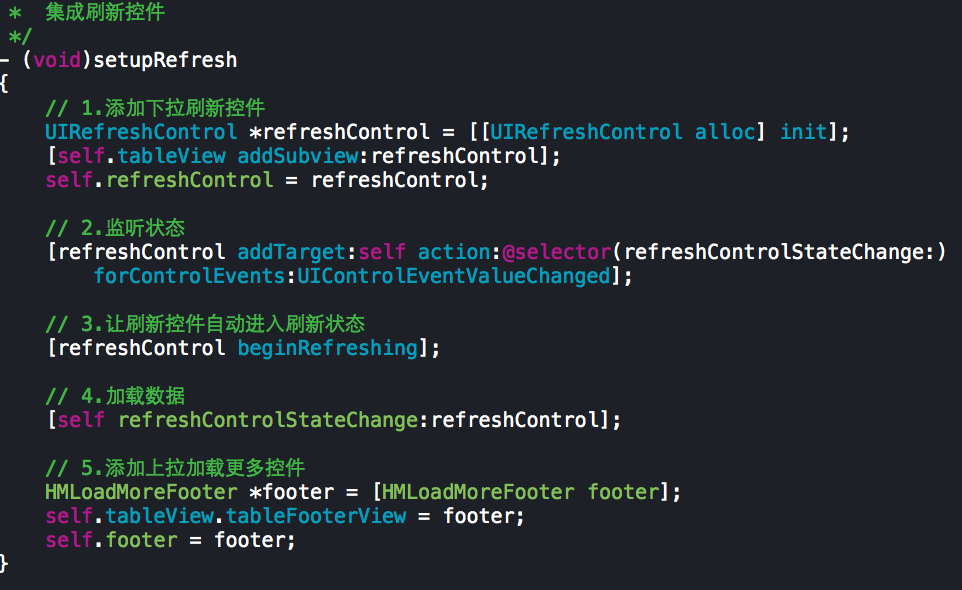 *  集成刷新控件
*/
- (void)setupRefresh
{
    // 1.添加下拉刷新控件
    UIRefreshControl *refreshControl = [[UIRefreshControl alloc] init];
    [self.tableView addSubview:refreshControl];
    self.refreshControl = refreshControl;

    // 2.监听状态
    [refreshControl addTarget:self action:@selector(refreshControlStateChange:)
        forControlEvents:UIControlEventValueChanged];

    // 3.让刷新控件自动进入刷新状态
    [refreshControl beginRefreshing];

    // 4.加载数据
    [self refreshControlStateChange:refreshControl];

    // 5.添加上拉加载更多控件
    HMLoadMoreFooter *footer = [HMLoadMoreFooter footer];
    self.tableView.tableFooterView = footer;
    self.footer = footer;
}